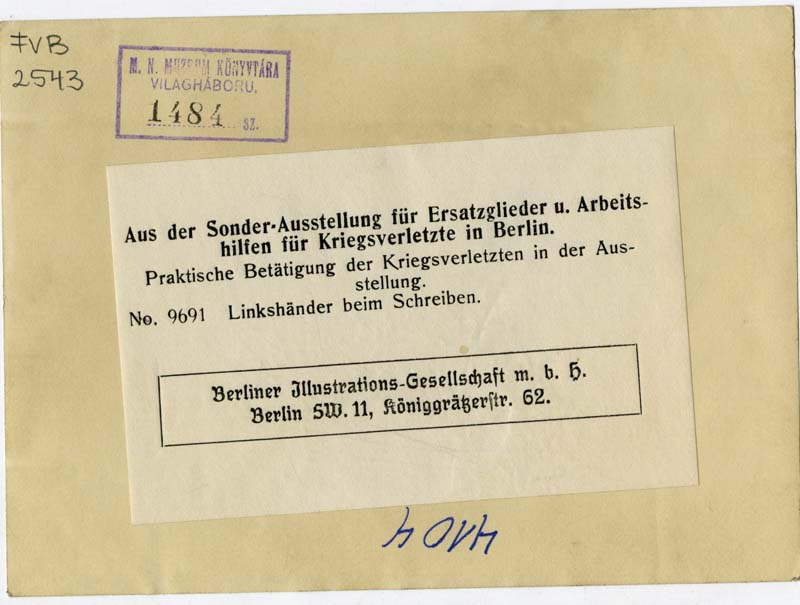 FVB
2543
M. N. MUZEUM KÖNYVTÁRA
VILÁGHÁBORU.
1484 SZ.
Aus der Sonder-Ausstellung für Ersatzglieder u. Arbeits-
hilfen für Kriegsverletzte in Berlin.
Praktische Betätigung der Kriegsverletzten in der Aus-
stellung.
No. 9691 Linkshänder beim Schreiben.
Berliner Illustrations-Gesellschaft m. b. H.
Berlin SW. 11, Königgrätzerstr. 62.